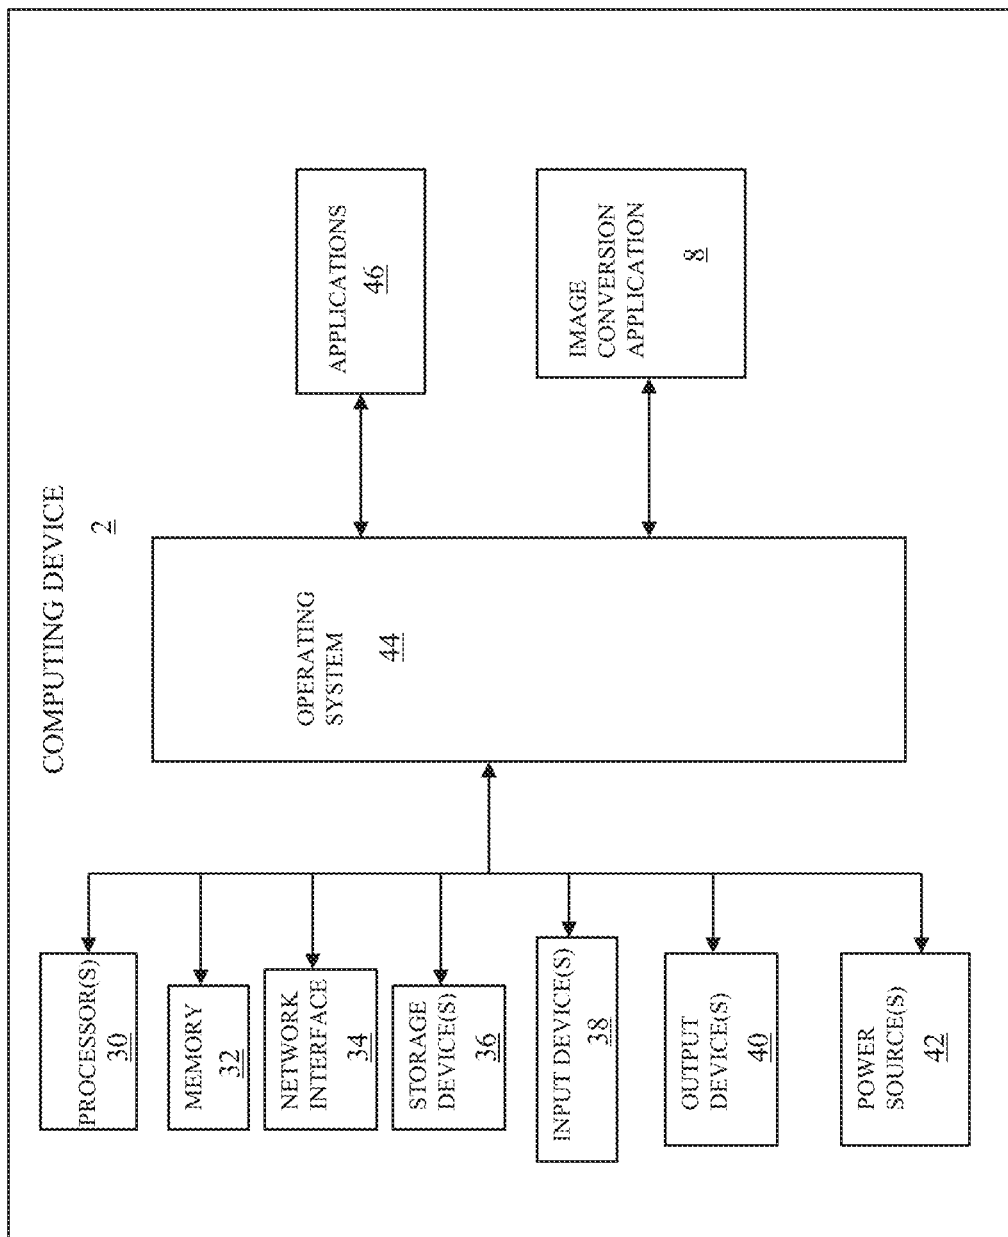 COMPUTING DEVICE
2
PROCESSOR(S)
30
MEMORY
32
NETWORK
INTERFACE
34
STORAGE
DEVICE(S)
36
INPUT DEVICE(S)
38
OUTPUT
DEVICE(S)
40
POWER
SOURCE(S)
42
OPERATING
SYSTEM
44
APPLICATIONS
46
IMAGE
CONVERSION
APPLICATION
8